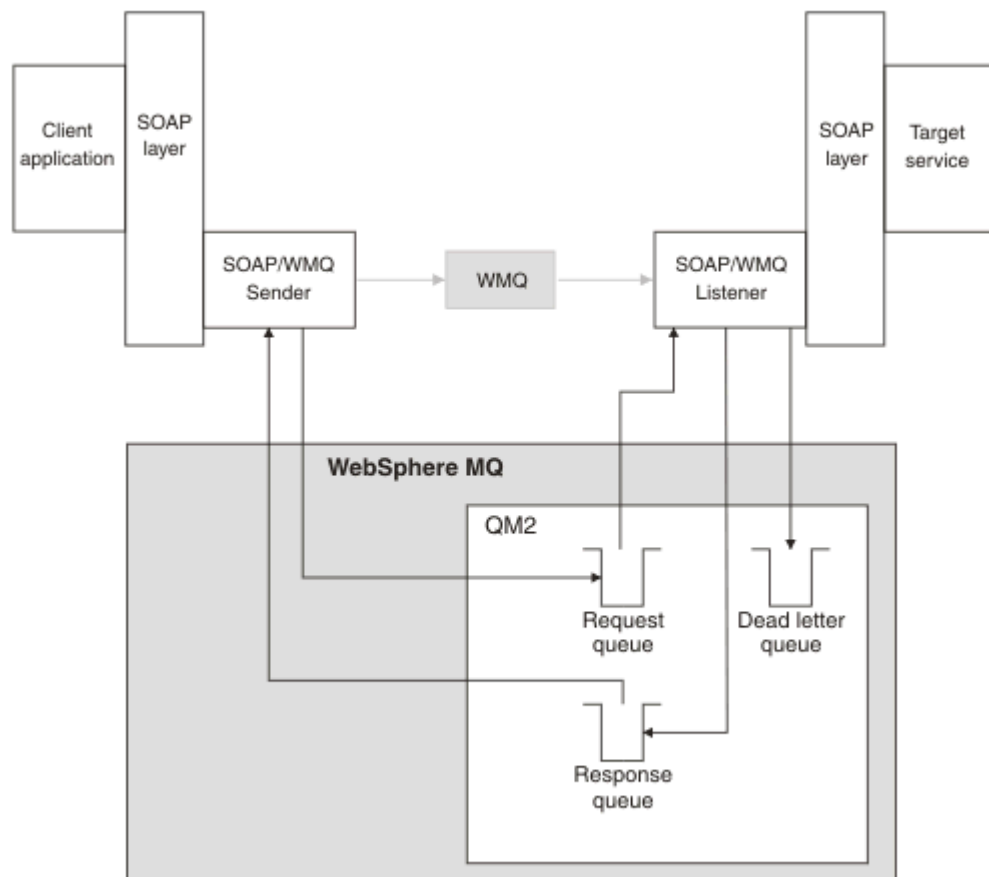 Client
application
SOAP
layer
SOAP/WMQ
Sender
WMQ
SOAP/WMQ
Listener
SOAP
layer
Target
service
WebSphere MQ
QM2
Request
queue
Dead letter
queue
Response
queue